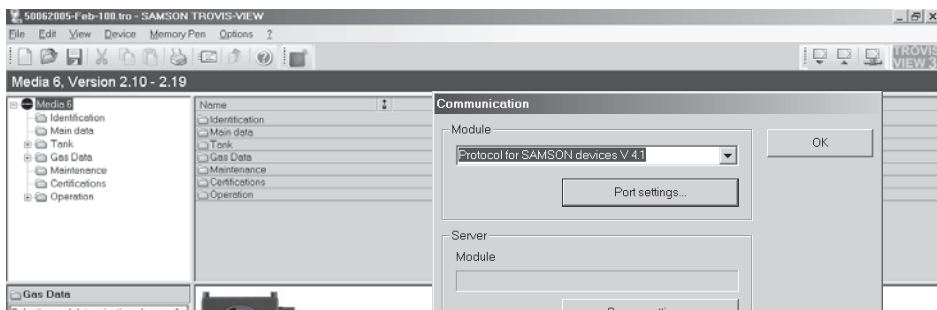 50062005-Feb-100.tro - SAMSON TROVIS-VIEW
File Edit View Device Memory Pen Options ?
TROVIS
VIEW 3
Media 6, Version 2.10 - 2.19
Media 6
Identification
Main data
Tank
Gas Data
Maintenance
Certifications
Operation
Name
Identification
Main data
Tank
Gas Data
Maintenance
Certifications
Operation
Communication
Module
Protocol for SAMSON devices V 4.1
Port settings...
OK
Server
Module
Gas Data